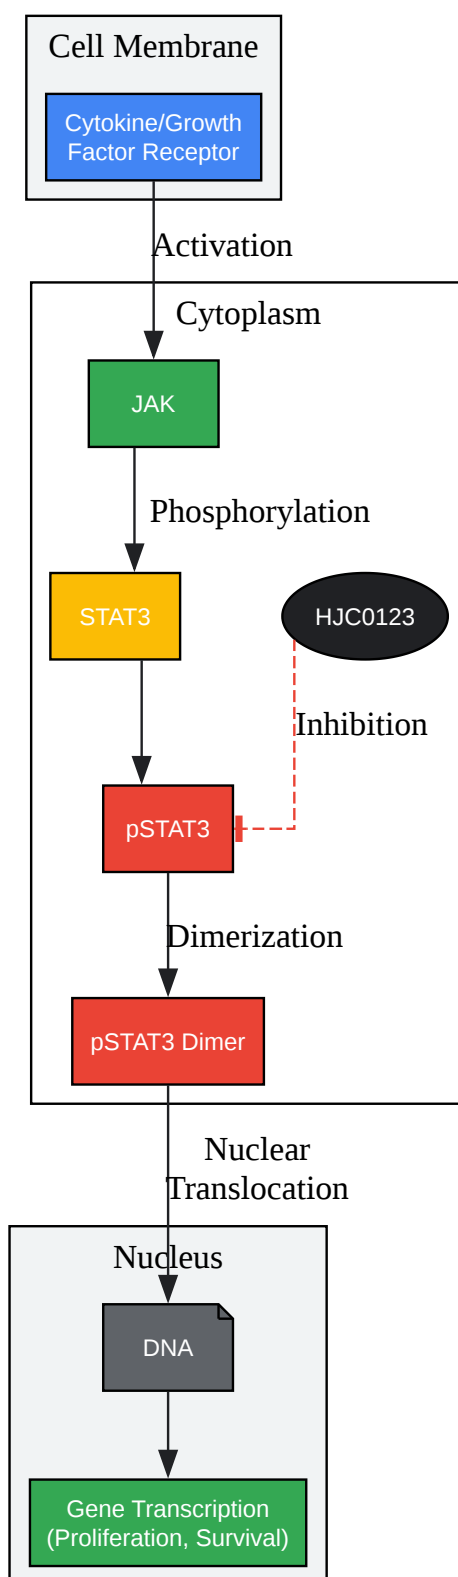 Cell Membrane
Cytokine/Growth
Factor Receptor
Activation
Cytoplasm
JAK
Phosphorylation
STAT3
HJC0123
Inhibition
pSTAT3
Dimerization
pSTAT3 Dimer
Nuclear
Translocation
Nucleus
DNA
Gene Transcription
(Proliferation, Survival)